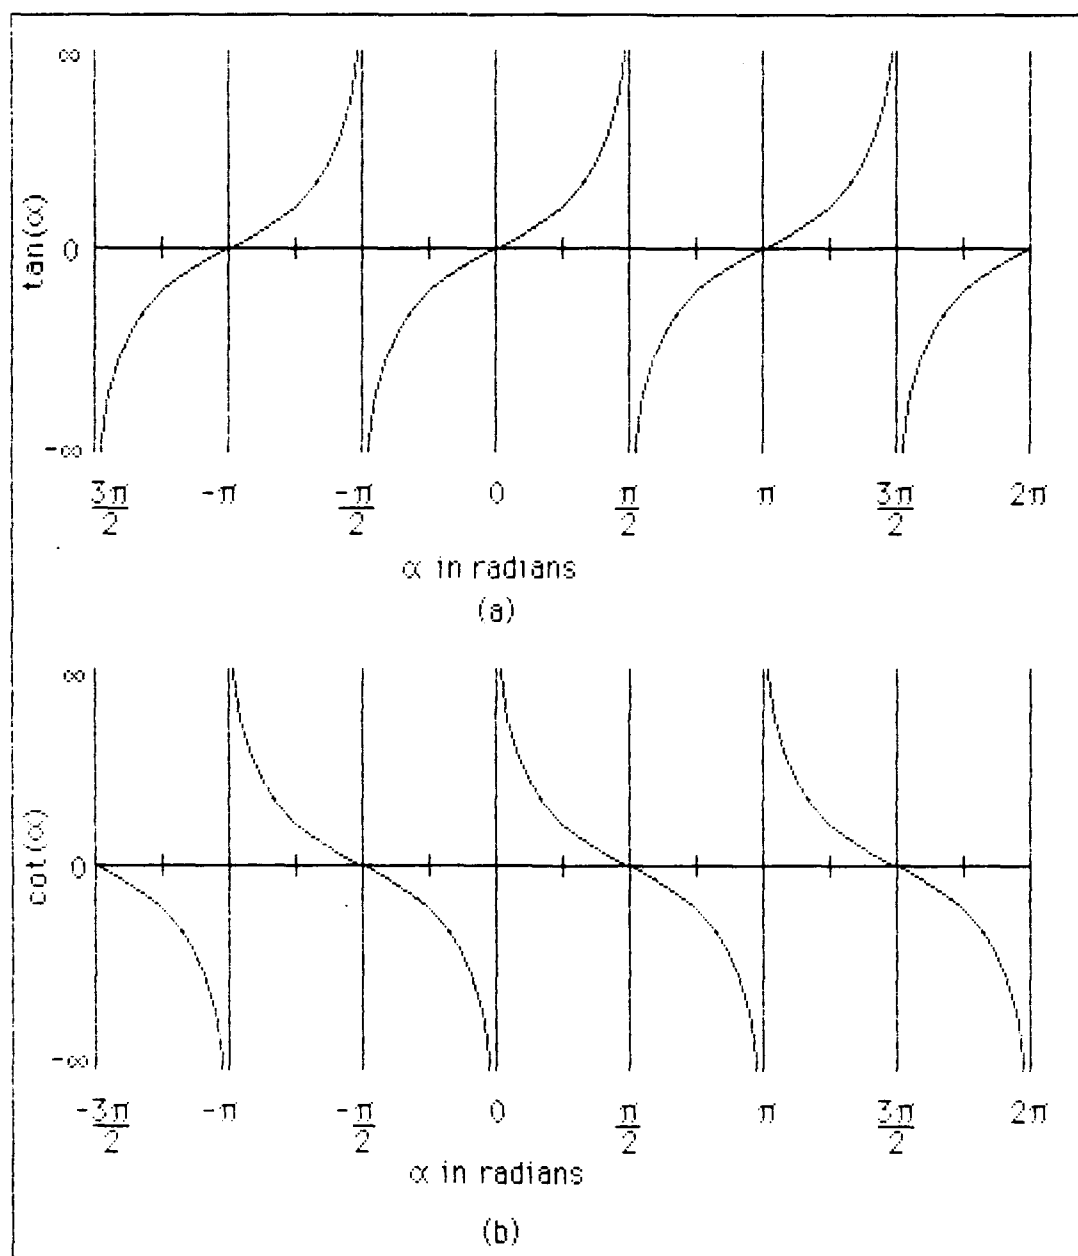 ∞
tan(α)
0
-∞
3π/2 -π -π/2 0 π/2 π 3π/2 2π
α in radians
(a)
∞
cot(α)
0
-∞
-3π/2 -π -π/2 0 π/2 π 3π/2 2π
α in radians
(b)